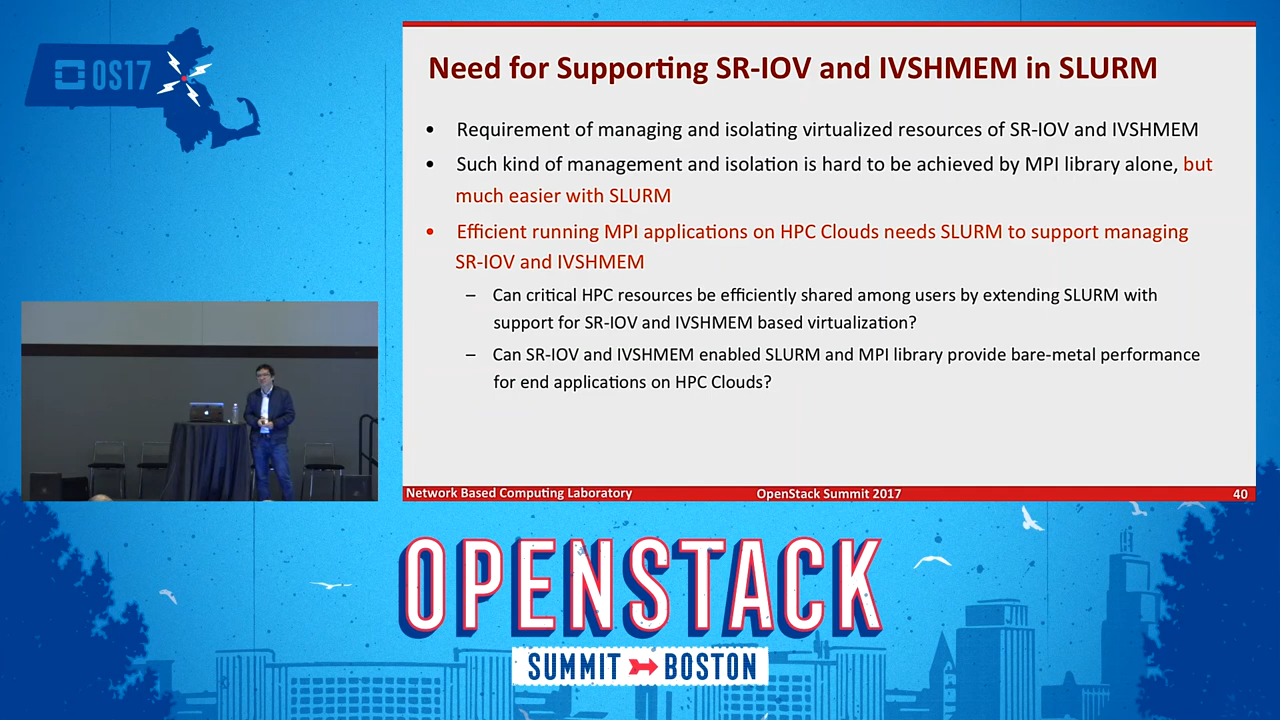 OS17
Need for Supporting SR-IOV and IVSHMEM in SLURM
• Requirement of managing and isolating virtualized resources of SR-IOV and IVSHMEM
• Such kind of management and isolation is hard to be achieved by MPI library alone, but
much easier with SLURM
• Efficient running MPI applications on HPC Clouds needs SLURM to support managing
SR-IOV and IVSHMEM
– Can critical HPC resources be efficiently shared among users by extending SLURM with
support for SR-IOV and IVSHMEM based virtualization?
– Can SR-IOV and IVSHMEM enabled SLURM and MPI library provide bare-metal performance
for end applications on HPC Clouds?
Network Based Computing Laboratory
OpenStack Summit 2017
40
OPENSTACK
SUMMIT BOSTON